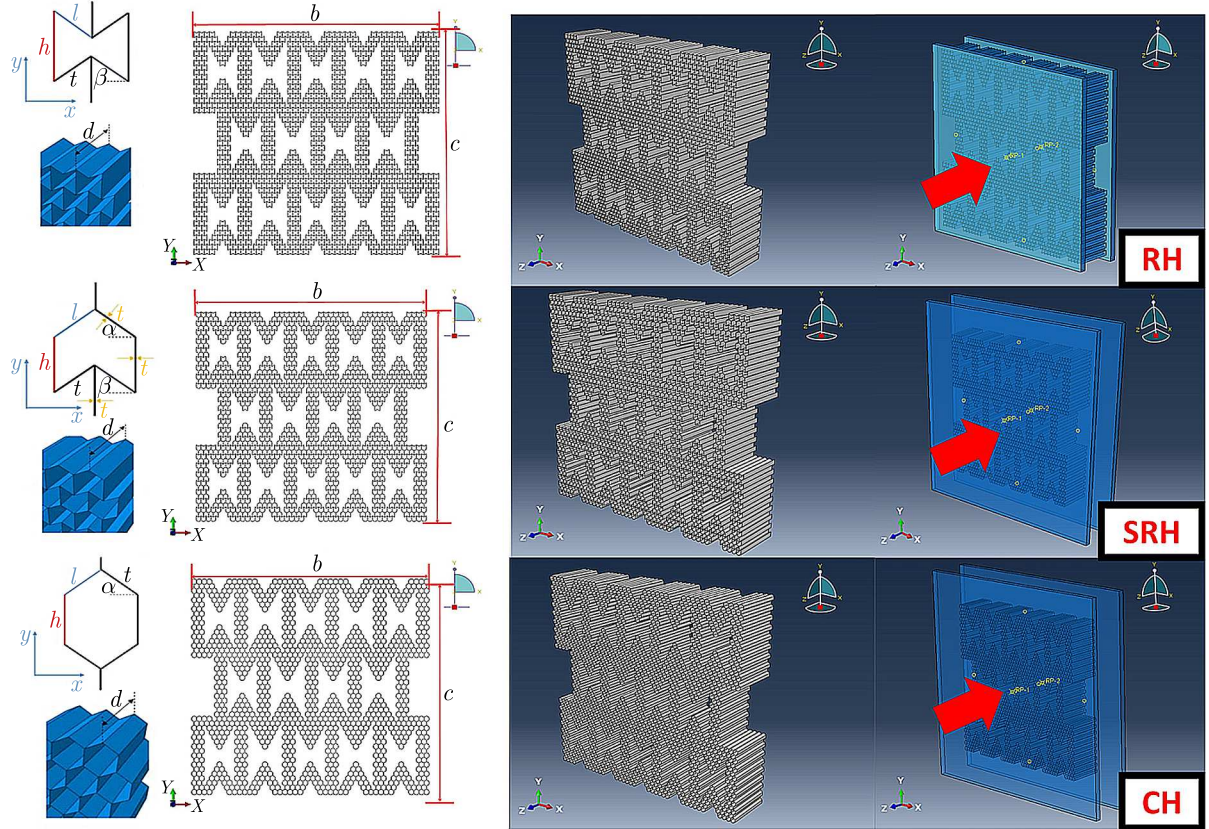 l
h
t
β
y
x
d
b
c
Y
X
Y
Z
X
RP-1
RP-2
RH
l
t
α
h
t
t
β
t
y
x
d
b
c
Y
X
Y
Z
X
RP-1
RP-2
SRH
l
t
α
h
y
x
d
b
c
Y
X
Y
Z
X
RP-1
RP-2
CH